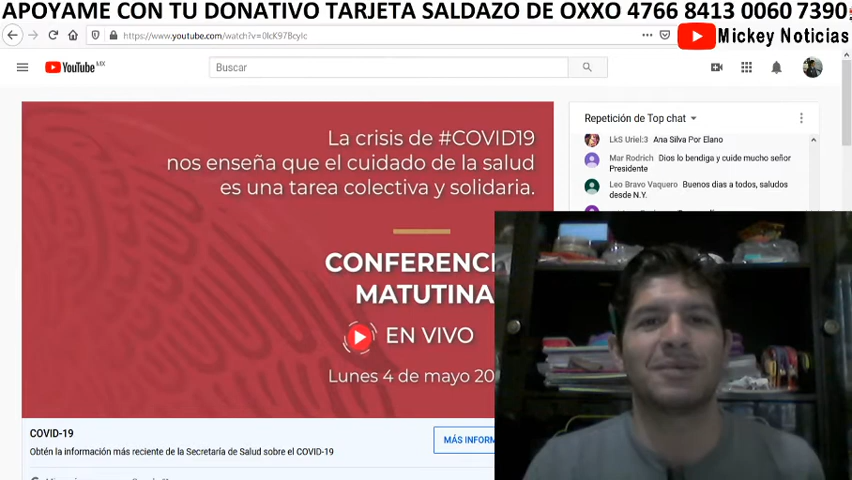 APOYAME CON TU DONATIVO TARJETA SALDAZO DE OXXO 4766 8413 0060 7390
https://www.youtube.com/watch?v=0IcK97BcyIc
Mickey Noticias
YouTube MX
Buscar
La crisis de #COVID19
nos enseña que el cuidado de la salud
es una tarea colectiva y solidaria.
CONFERENCI
MATUTINA
EN VIVO
Lunes 4 de mayo 20
COVID-19
Obtén la información más reciente de la Secretaría de Salud sobre el COVID-19
MÁS INFORM
Repetición de Top chat
LkS Uriel:3 Ana Silva Por Elano
Mar Rodrich Dios lo bendiga y cuide mucho señor
Presidente
Leo Bravo Vaquero Buenos dias a todos, saludos
desde N.Y.